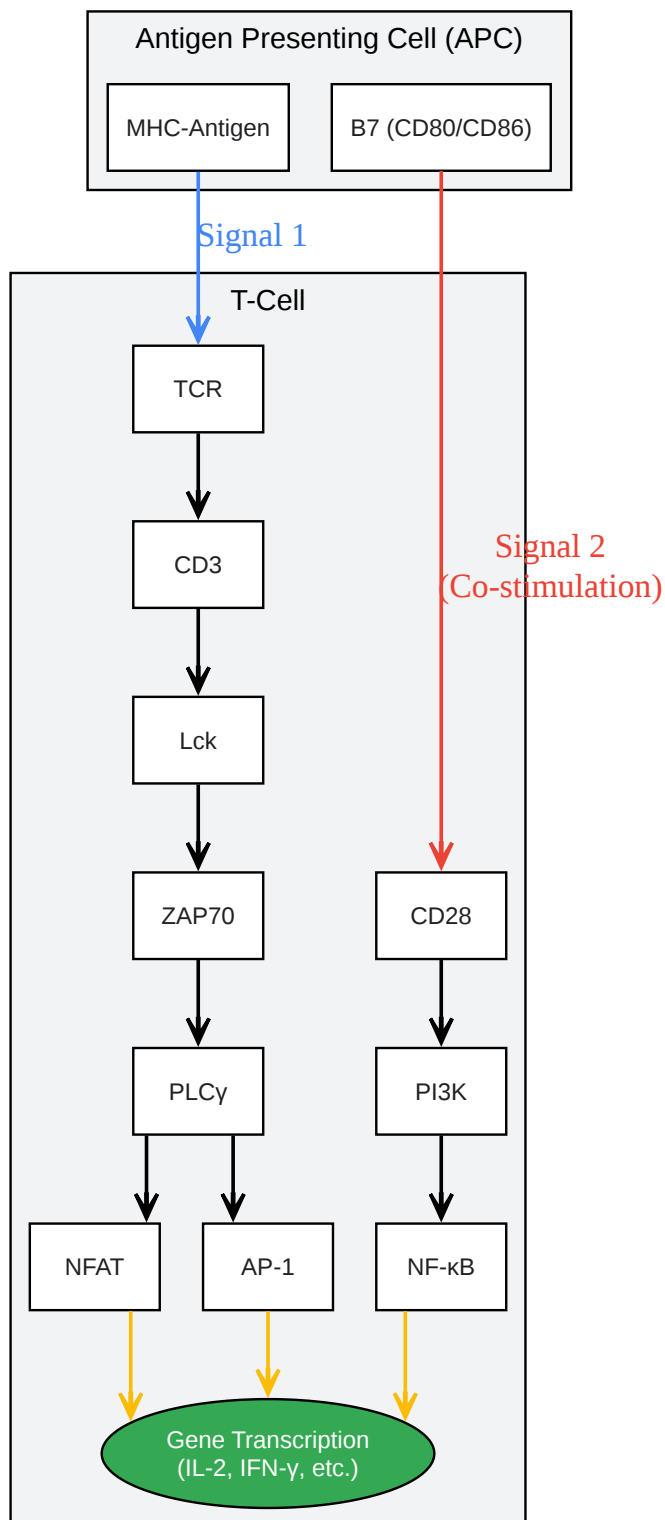 Antigen Presenting Cell (APC)
MHC-Antigen
B7 (CD80/CD86)
Signal 1
T-Cell
TCR
CD3
Signal 2
(Co-stimulation)
Lck
ZAP70
CD28
PLCγ
PI3K
NFAT
AP-1
NF-κB
Gene Transcription
(IL-2, IFN-γ, etc.)